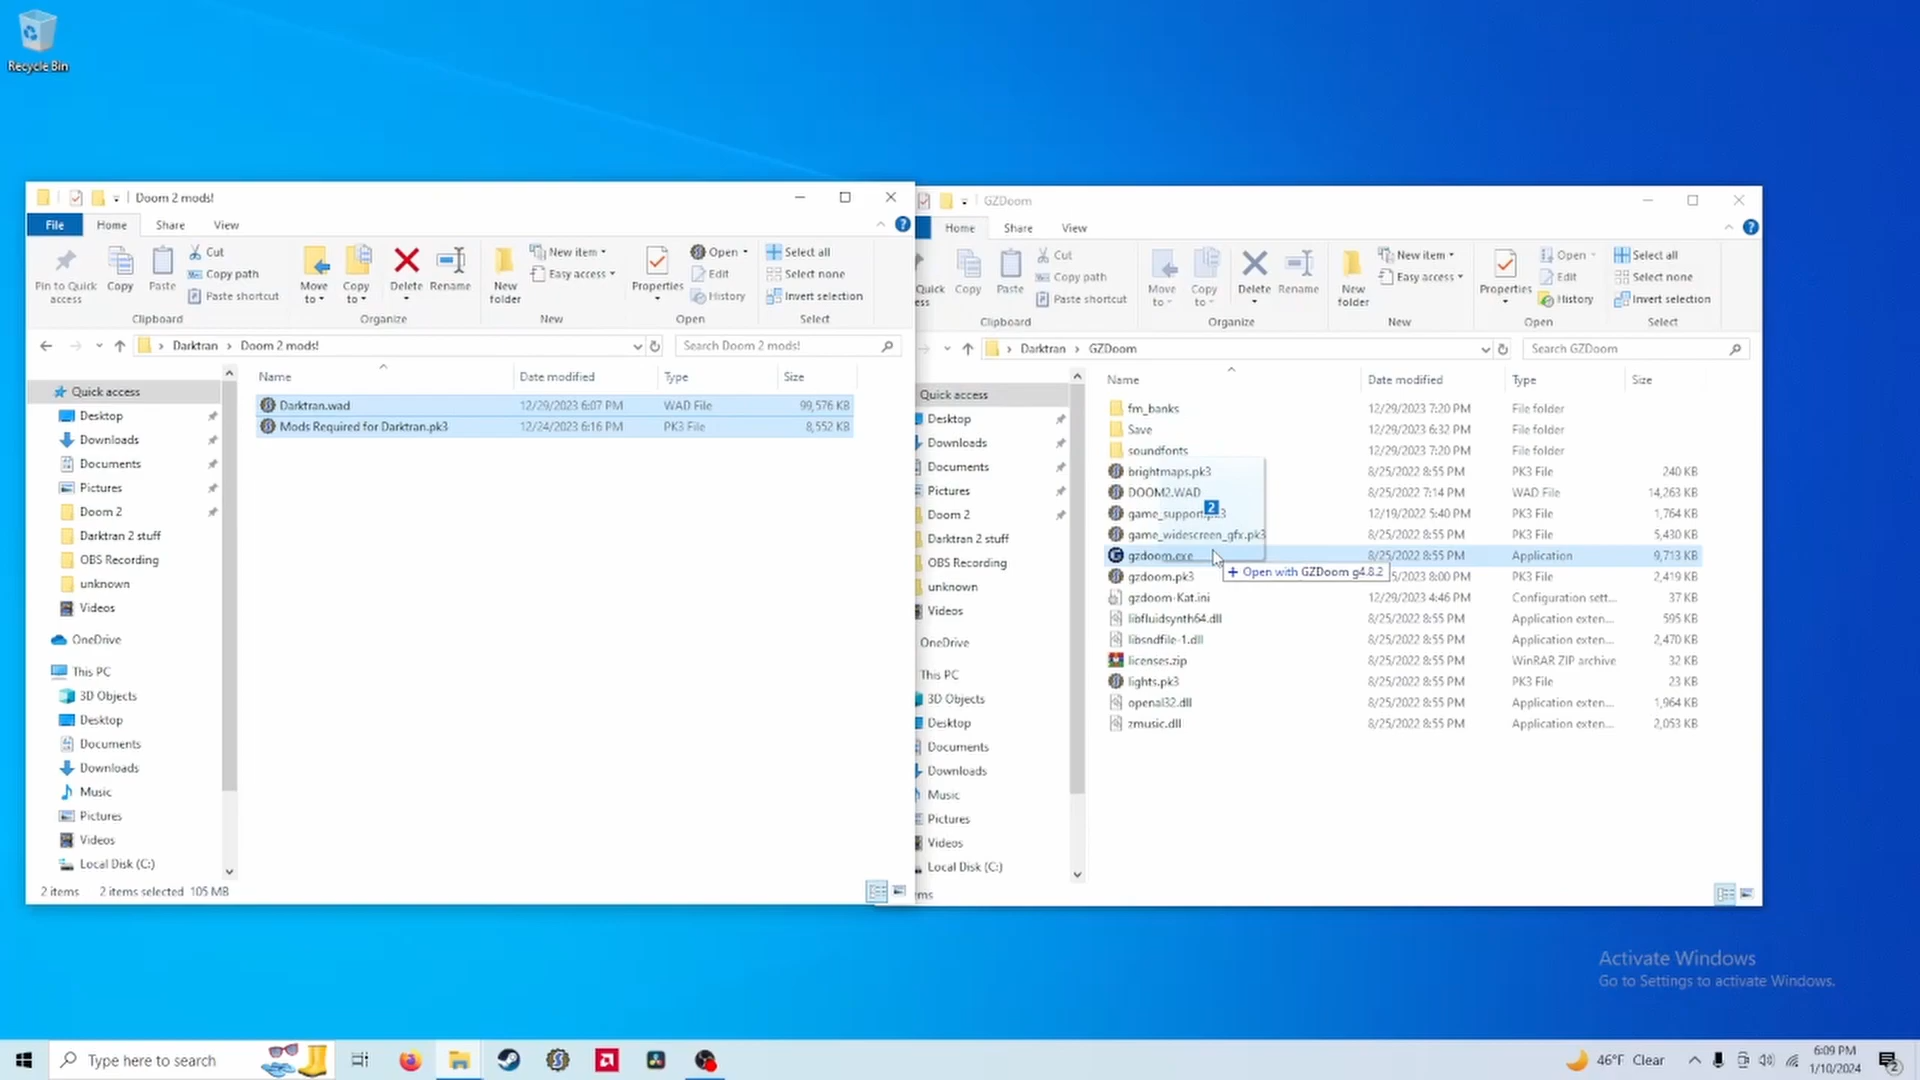 Recycle Bin
Doom 2 mods!
File Home Share View
Pin to Quick access
Copy
Paste
Cut
Copy path
Paste shortcut
Clipboard
Move to
Copy to
Delete
Rename
Organize
New folder
New item
Easy access
New
Properties
Open
Edit
History
Open
Select all
Select none
Invert selection
Select
Darktran › Doom 2 mods!
Search Doom 2 mods!
Name Date modified Type Size
Darktran.wad 12/29/2023 6:07 PM WAD File 99,576 KB
Mods Required for Darktran.pk3 12/24/2023 6:16 PM PK3 File 8,552 KB
Quick access
Desktop
Downloads
Documents
Pictures
Doom 2
Darktran 2 stuff
OBS Recording
unknown
Videos
OneDrive
This PC
3D Objects
Desktop
Documents
Downloads
Music
Pictures
Videos
Local Disk (C:)
2 items 2 items selected 105 MB
GZDoom
Home Share View
Quick
ess
Copy
Paste
Cut
Copy path
Paste shortcut
Clipboard
Move to
Copy to
Delete
Rename
Organize
New folder
New item
Easy access
New
Properties
Open
Edit
History
Open
Select all
Select none
Invert selection
Select
Darktran › GZDoom
Search GZDoom
Name Date modified Type Size
fm_banks 12/29/2023 7:20 PM File folder
Save 12/29/2023 6:32 PM File folder
soundfonts 12/29/2023 7:20 PM File folder
brightmaps.pk3 8/25/2022 8:55 PM PK3 File 240 KB
DOOM2.WAD 8/25/2022 7:14 PM WAD File 14,263 KB
2
game_support.pk3 12/19/2022 5:40 PM PK3 File 1,764 KB
game_widescreen_gfx.pk3 8/25/2022 8:55 PM PK3 File 5,430 KB
gzdoom.exe 8/25/2022 8:55 PM Application 9,713 KB
+ Open with GZDoom g4.8.2
gzdoom.pk3 5/2023 8:00 PM PK3 File 2,419 KB
gzdoom-Kat.ini 12/29/2023 4:46 PM Configuration sett... 37 KB
libfluidsynth64.dll 8/25/2022 8:55 PM Application exten... 595 KB
libsndfile-1.dll 8/25/2022 8:55 PM Application exten... 2,470 KB
licenses.zip 8/25/2022 8:55 PM WinRAR ZIP archive 32 KB
lights.pk3 8/25/2022 8:55 PM PK3 File 23 KB
openal32.dll 8/25/2022 8:55 PM Application exten... 1,964 KB
zmusic.dll 8/25/2022 8:55 PM Application exten... 2,053 KB
Quick access
Desktop
Downloads
Documents
Pictures
Doom 2
Darktran 2 stuff
OBS Recording
unknown
Videos
OneDrive
This PC
3D Objects
Desktop
Documents
Downloads
Music
Pictures
Videos
Local Disk (C:)
ms
Activate Windows
Go to Settings to activate Windows.
Type here to search
46°F Clear
6:09 PM
1/10/2024
2